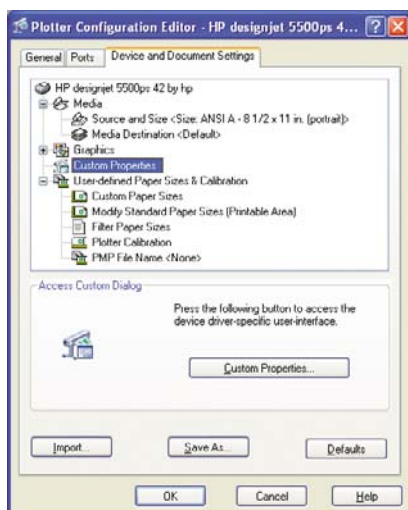 Plotter Configuration Editor - HP designjet 5500ps 4...
General Ports Device and Document Settings
HP designjet 5500ps 42 by hp
Media
Source and Size <Size: ANSI A - 8 1/2 x 11 in. (portrait)>
Media Destination <Default>
Graphics
Custom Properties
User-defined Paper Sizes & Calibration
Custom Paper Sizes
Modify Standard Paper Sizes (Printable Area)
Filter Paper Sizes
Plotter Calibration
PMP File Name <None>
Access Custom Dialog
Press the following button to access the
device driver-specific user-interface.
Custom Properties...
Import... Save As... Defaults
OK Cancel Help